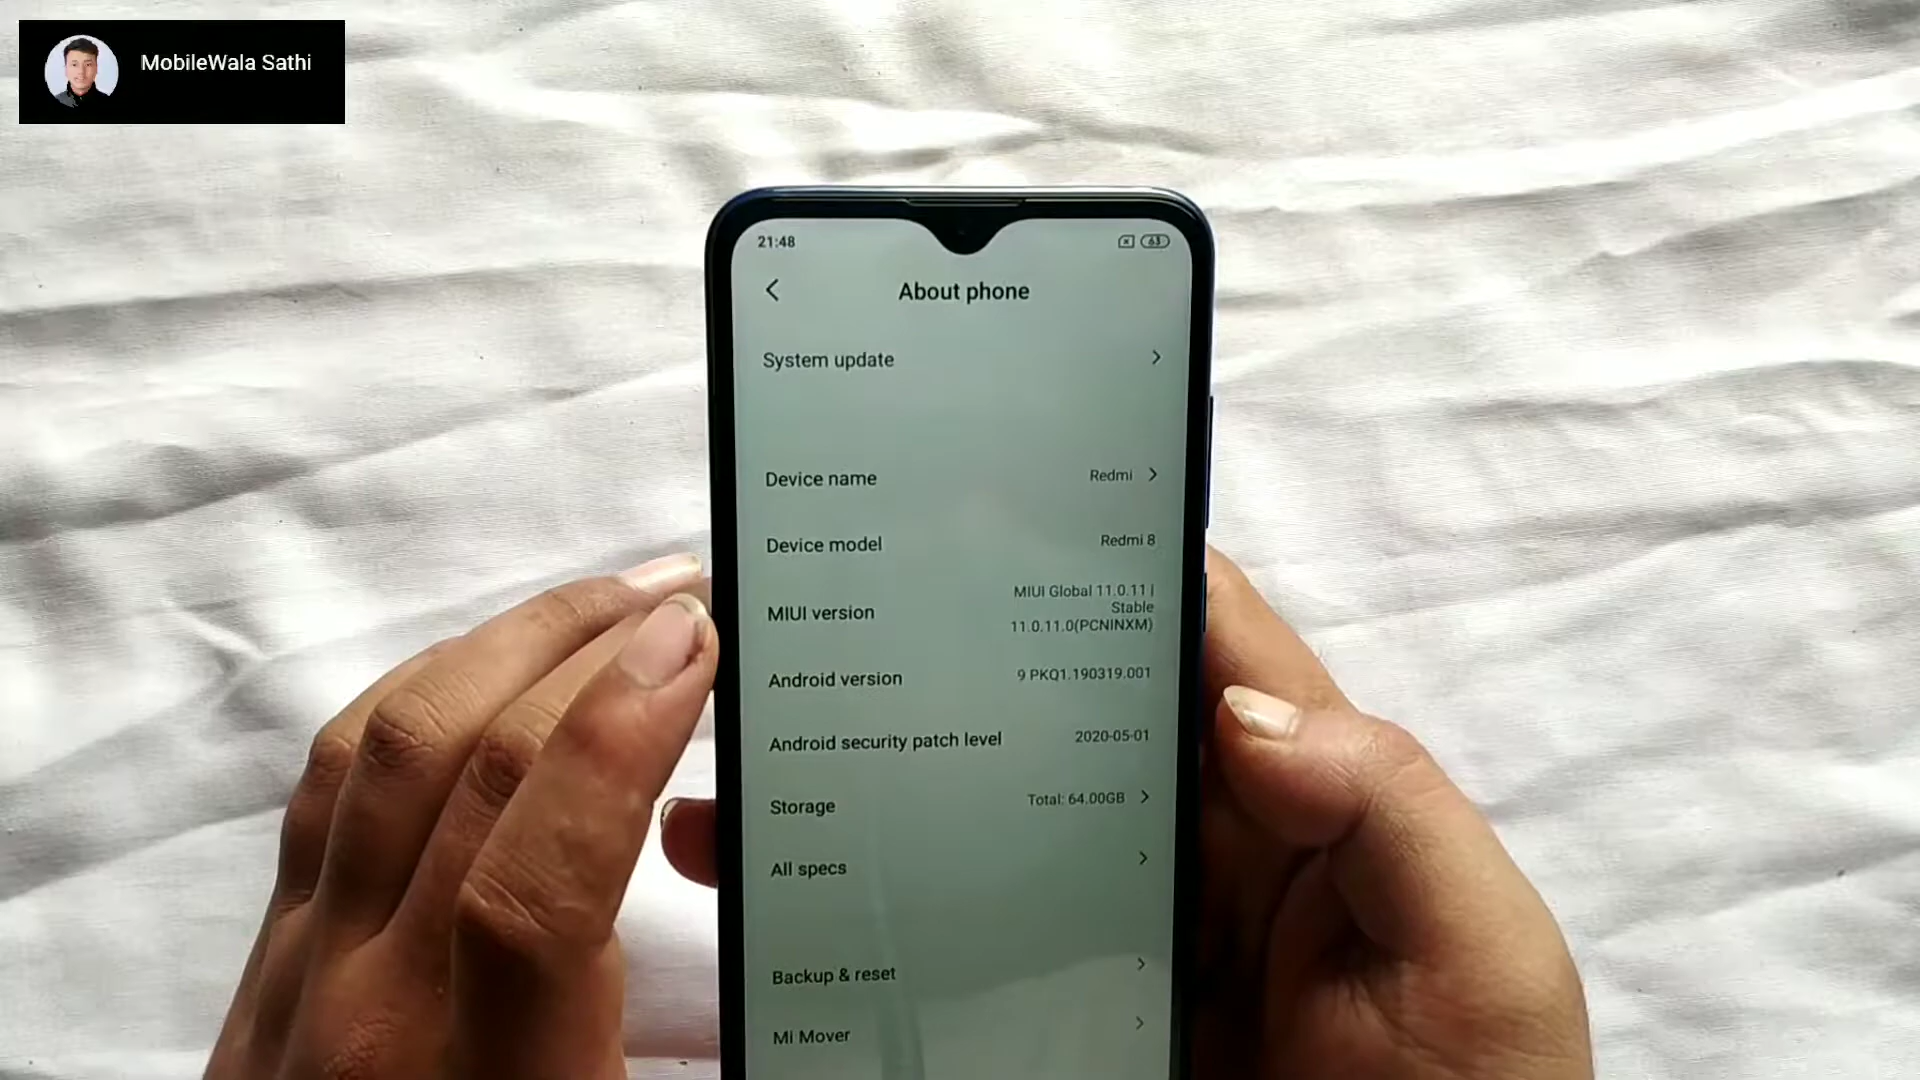 MobileWala Sathi
21:48
63
About phone
System update
Device name
Redmi
Device model
Redmi 8
MIUI version
MIUI Global 11.0.11 |
Stable
11.0.11.0(PCNINXM)
Android version
9 PKQ1.190319.001
Android security patch level
2020-05-01
Storage
Total: 64.00GB
All specs
Backup & reset
Mi Mover